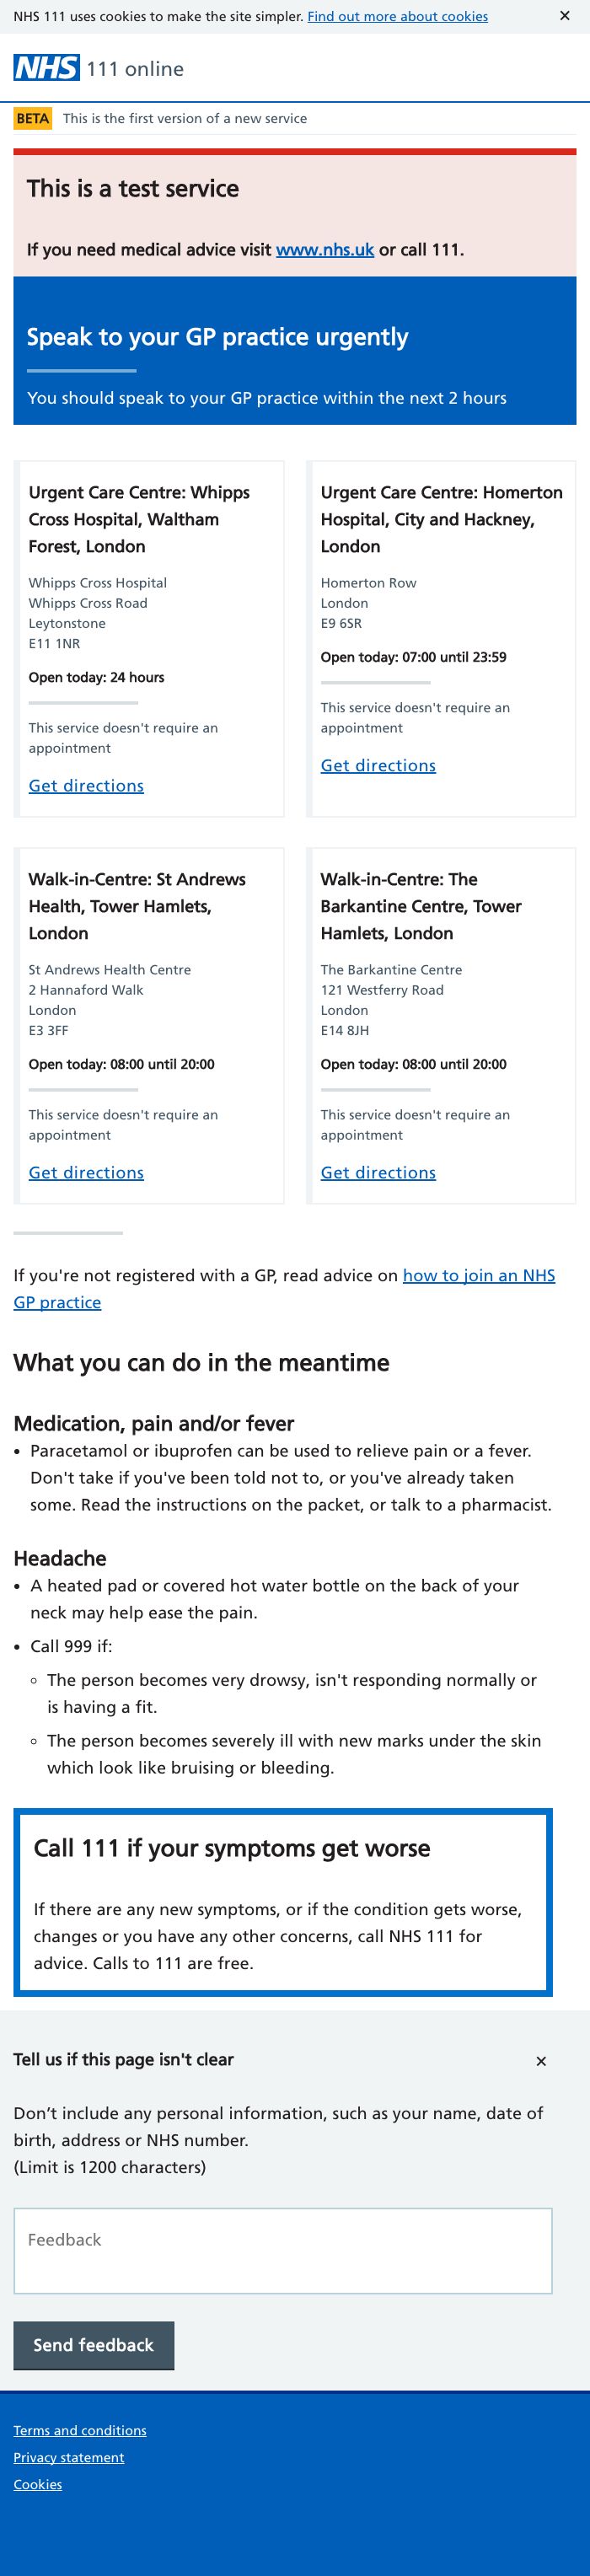 NHS 111 uses cookies to make the site simpler. Find out more about cookies ✕
NHS 111 online
BETA This is the first version of a new service
This is a test service
If you need medical advice visit www.nhs.uk or call 111.
Speak to your GP practice urgently
You should speak to your GP practice within the next 2 hours
Urgent Care Centre: Whipps
Cross Hospital, Waltham
Forest, London
Whipps Cross Hospital
Whipps Cross Road
Leytonstone
E11 1NR
Open today: 24 hours
This service doesn't require an
appointment
Get directions
Urgent Care Centre: Homerton
Hospital, City and Hackney,
London
Homerton Row
London
E9 6SR
Open today: 07:00 until 23:59
This service doesn't require an
appointment
Get directions
Walk-in-Centre: St Andrews
Health, Tower Hamlets,
London
St Andrews Health Centre
2 Hannaford Walk
London
E3 3FF
Open today: 08:00 until 20:00
This service doesn't require an
appointment
Get directions
Walk-in-Centre: The
Barkantine Centre, Tower
Hamlets, London
The Barkantine Centre
121 Westferry Road
London
E14 8JH
Open today: 08:00 until 20:00
This service doesn't require an
appointment
Get directions
If you're not registered with a GP, read advice on how to join an NHS
GP practice
What you can do in the meantime
Medication, pain and/or fever
• Paracetamol or ibuprofen can be used to relieve pain or a fever.
Don't take if you've been told not to, or you've already taken
some. Read the instructions on the packet, or talk to a pharmacist.
Headache
• A heated pad or covered hot water bottle on the back of your
neck may help ease the pain.
• Call 999 if:
◦ The person becomes very drowsy, isn't responding normally or
is having a fit.
◦ The person becomes severely ill with new marks under the skin
which look like bruising or bleeding.
Call 111 if your symptoms get worse
If there are any new symptoms, or if the condition gets worse,
changes or you have any other concerns, call NHS 111 for
advice. Calls to 111 are free.
Tell us if this page isn't clear ✕
Don’t include any personal information, such as your name, date of
birth, address or NHS number.
(Limit is 1200 characters)
Feedback
Send feedback
Terms and conditions
Privacy statement
Cookies